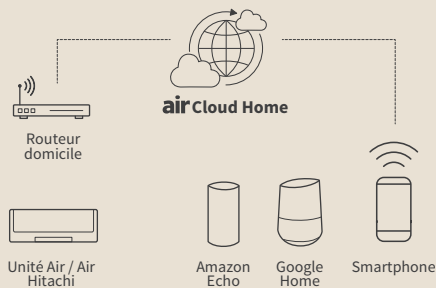 air Cloud Home
Routeur
domicile
Unité Air / Air
Hitachi
Amazon
Echo
Google
Home
Smartphone